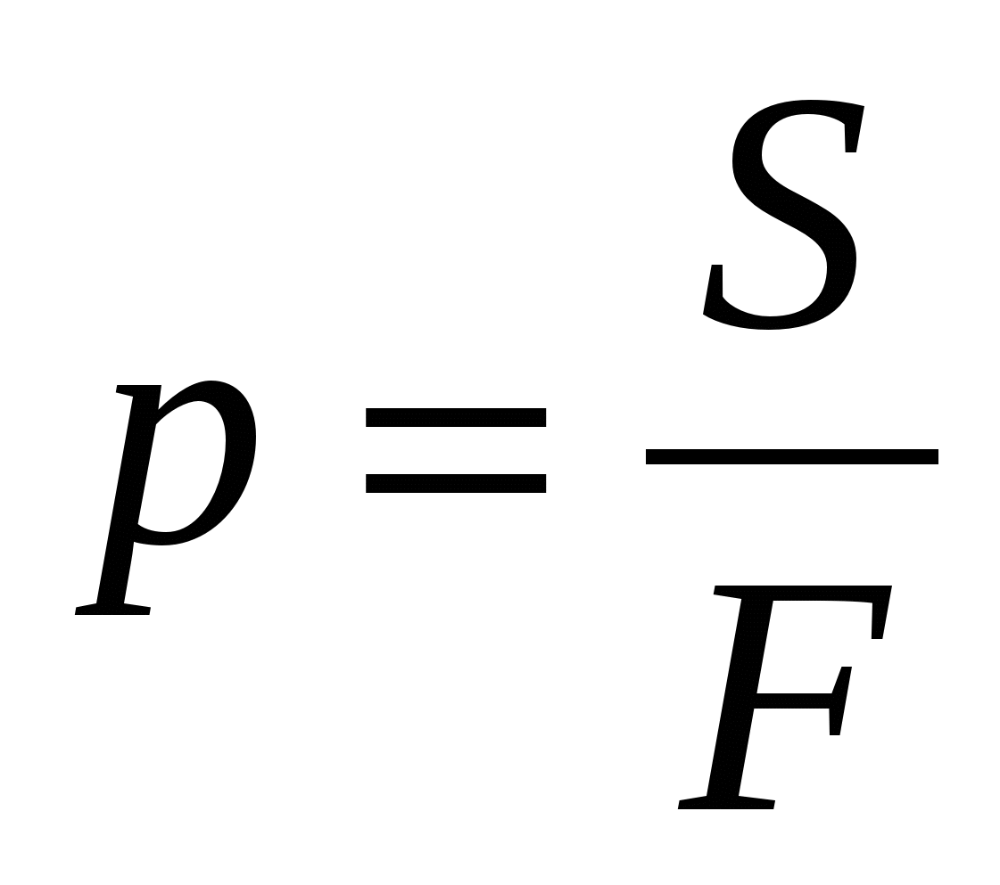 p = S/F